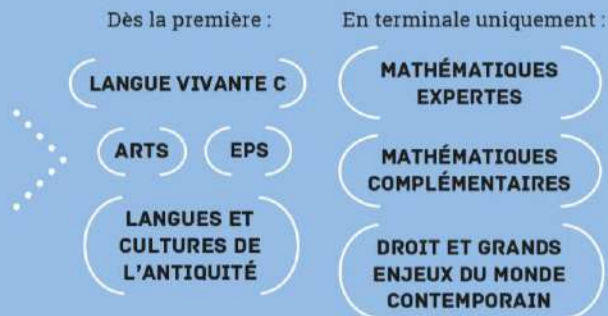 Dès la première :
LANGUE VIVANTE C
ARTS
EPS
LANGUES ET
CULTURES DE
L'ANTIQUITÉ
En terminale uniquement :
MATHÉMATIQUES
EXPERTES
MATHÉMATIQUES
COMPLÉMENTAIRES
DROIT ET GRANDS
ENJEUX DU MONDE
CONTEMPORAIN